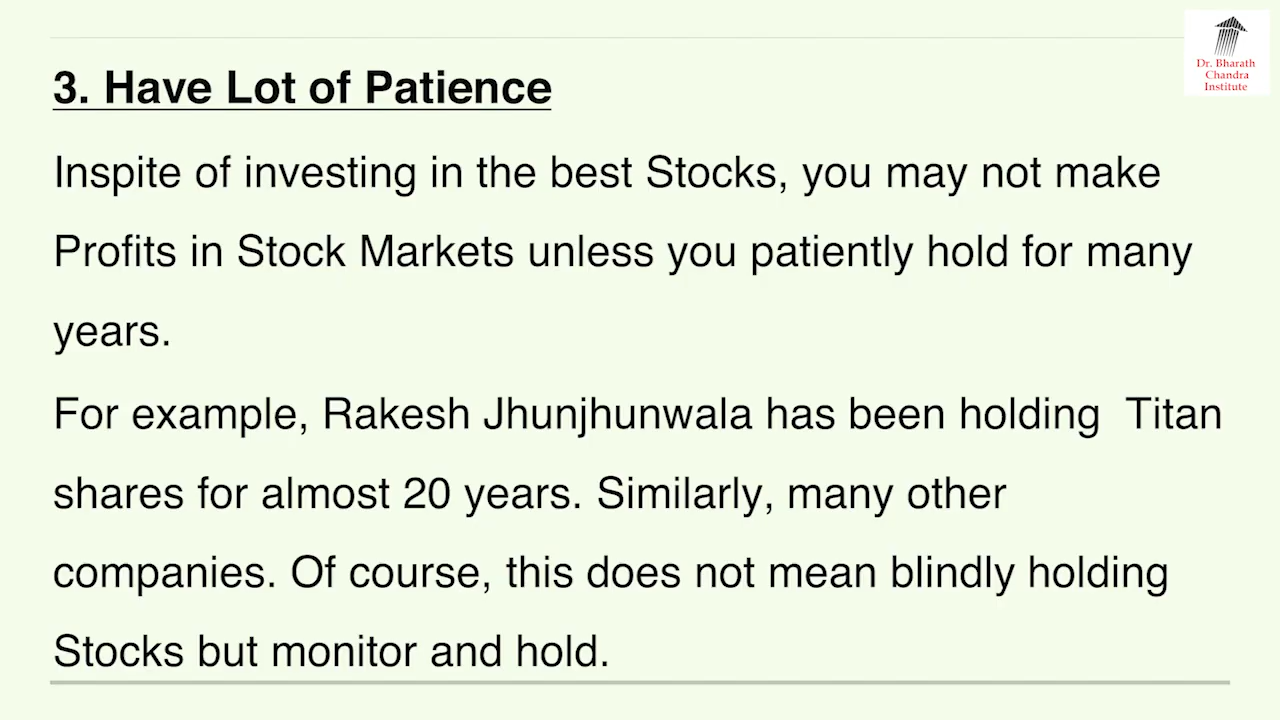 Dr. Bharath
Chandra
Institute
3. Have Lot of Patience
Inspite of investing in the best Stocks, you may not make
Profits in Stock Markets unless you patiently hold for many
years.
For example, Rakesh Jhunjhunwala has been holding  Titan
shares for almost 20 years. Similarly, many other
companies. Of course, this does not mean blindly holding
Stocks but monitor and hold.